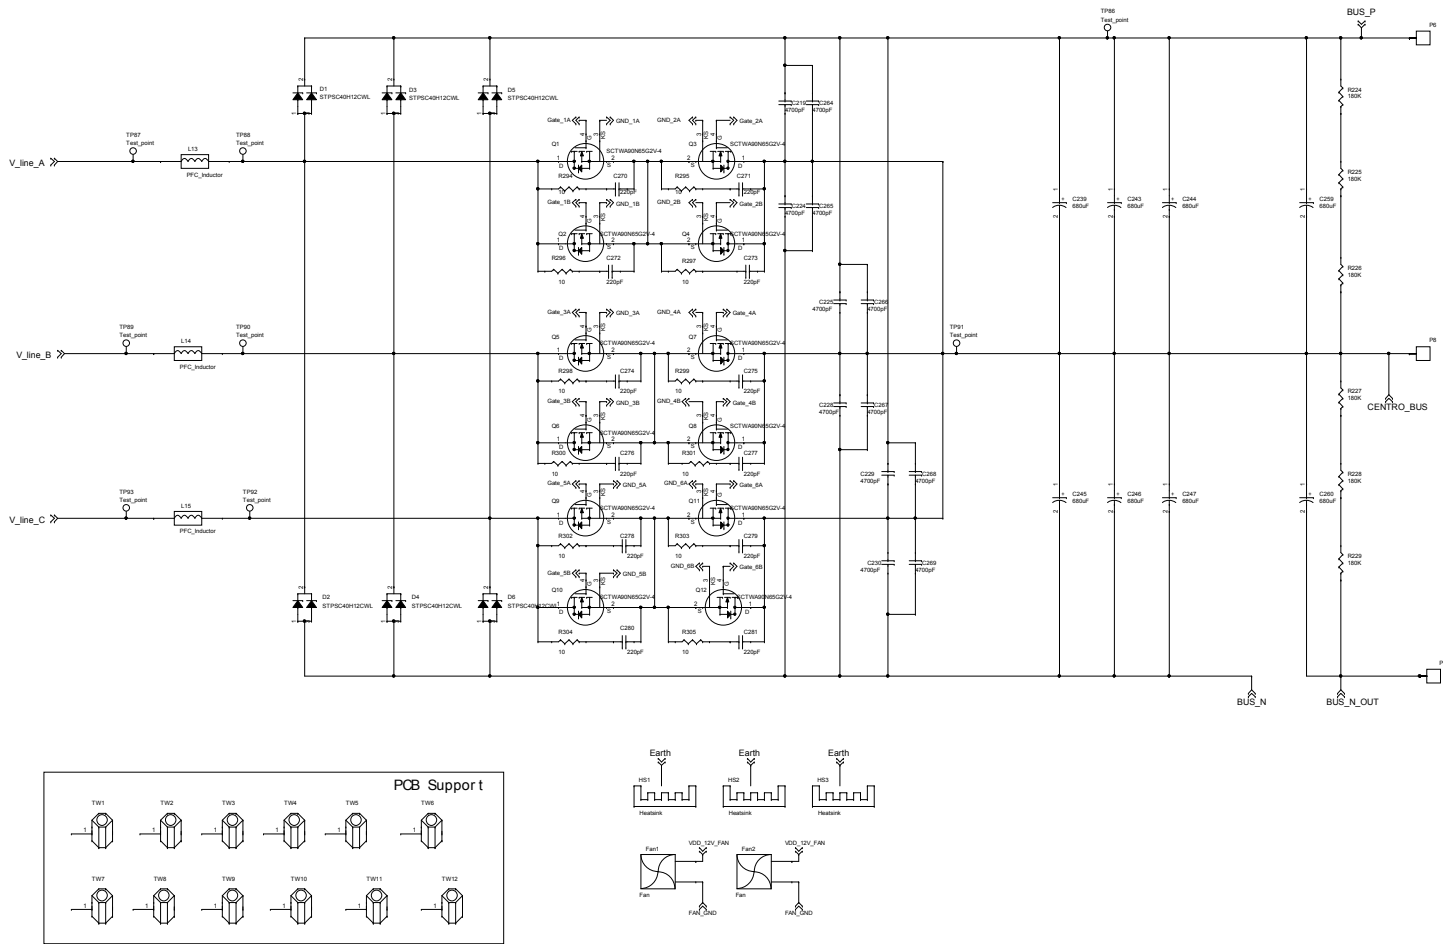 BUS_P
TP86
Test_point
P6
D1
STPSC40H12CWL
D3
STPSC40H12CWL
D5
STPSC40H12CWL
C219
4700pF
C264
4700pF
R224
180K
Gate_1A
GND_1A
GND_2A
Gate_2A
TP87
Test_point
TP88
Test_point
L13
PFC_Inductor
V_line_A
Q1
SCTWA90N65G2V-4
Q3
SCTWA90N65G2V-4
R225
180K
R294
10
C270
220pF
R295
10
C271
220pF
Gate_1B
GND_1B
GND_2B
Gate_2B
C224
4700pF
C265
4700pF
C239
680uF
C243
680uF
C244
680uF
C259
680uF
Q2
SCTWA90N65G2V-4
Q4
SCTWA90N65G2V-4
R296
10
C272
220pF
R297
10
C273
220pF
R226
180K
C225
4700pF
C266
4700pF
Gate_3A
GND_3A
GND_4A
Gate_4A
TP89
Test_point
TP90
Test_point
TP91
Test_point
L14
PFC_Inductor
V_line_B
Q5
SCTWA90N65G2V-4
Q7
SCTWA90N65G2V-4
P8
R298
10
C274
220pF
R299
10
C275
220pF
R227
180K
CENTRO_BUS
Gate_3B
GND_3B
GND_4B
Gate_4B
C228
4700pF
C267
4700pF
Q6
SCTWA90N65G2V-4
Q8
SCTWA90N65G2V-4
R300
10
C276
220pF
R301
10
C277
220pF
C229
4700pF
C268
4700pF
R228
180K
Gate_5A
GND_5A
GND_6A
Gate_6A
TP93
Test_point
TP92
Test_point
L15
PFC_Inductor
V_line_C
Q9
SCTWA90N65G2V-4
Q11
SCTWA90N65G2V-4
C245
680uF
C246
680uF
C247
680uF
C260
680uF
R302
10
C278
220pF
R303
10
C279
220pF
C230
4700pF
C269
4700pF
R229
180K
Gate_5B
GND_5B
GND_6B
Gate_6B
D2
STPSC40H12CWL
D4
STPSC40H12CWL
D6
STPSC40H12CWL
Q10
SCTWA90N65G2V-4
Q12
SCTWA90N65G2V-4
R304
10
C280
220pF
R305
10
C281
220pF
P
BUS_N
BUS_N_OUT
PCB Support
TW1
TW2
TW3
TW4
TW5
TW6
TW7
TW8
TW9
TW10
TW11
TW12
Earth
Earth
Earth
HS1
Heatsink
HS2
Heatsink
HS3
Heatsink
Fan1
VDD_12V_FAN
Fan
FAN_GND
Fan2
VDD_12V_FAN
Fan
FAN_GND